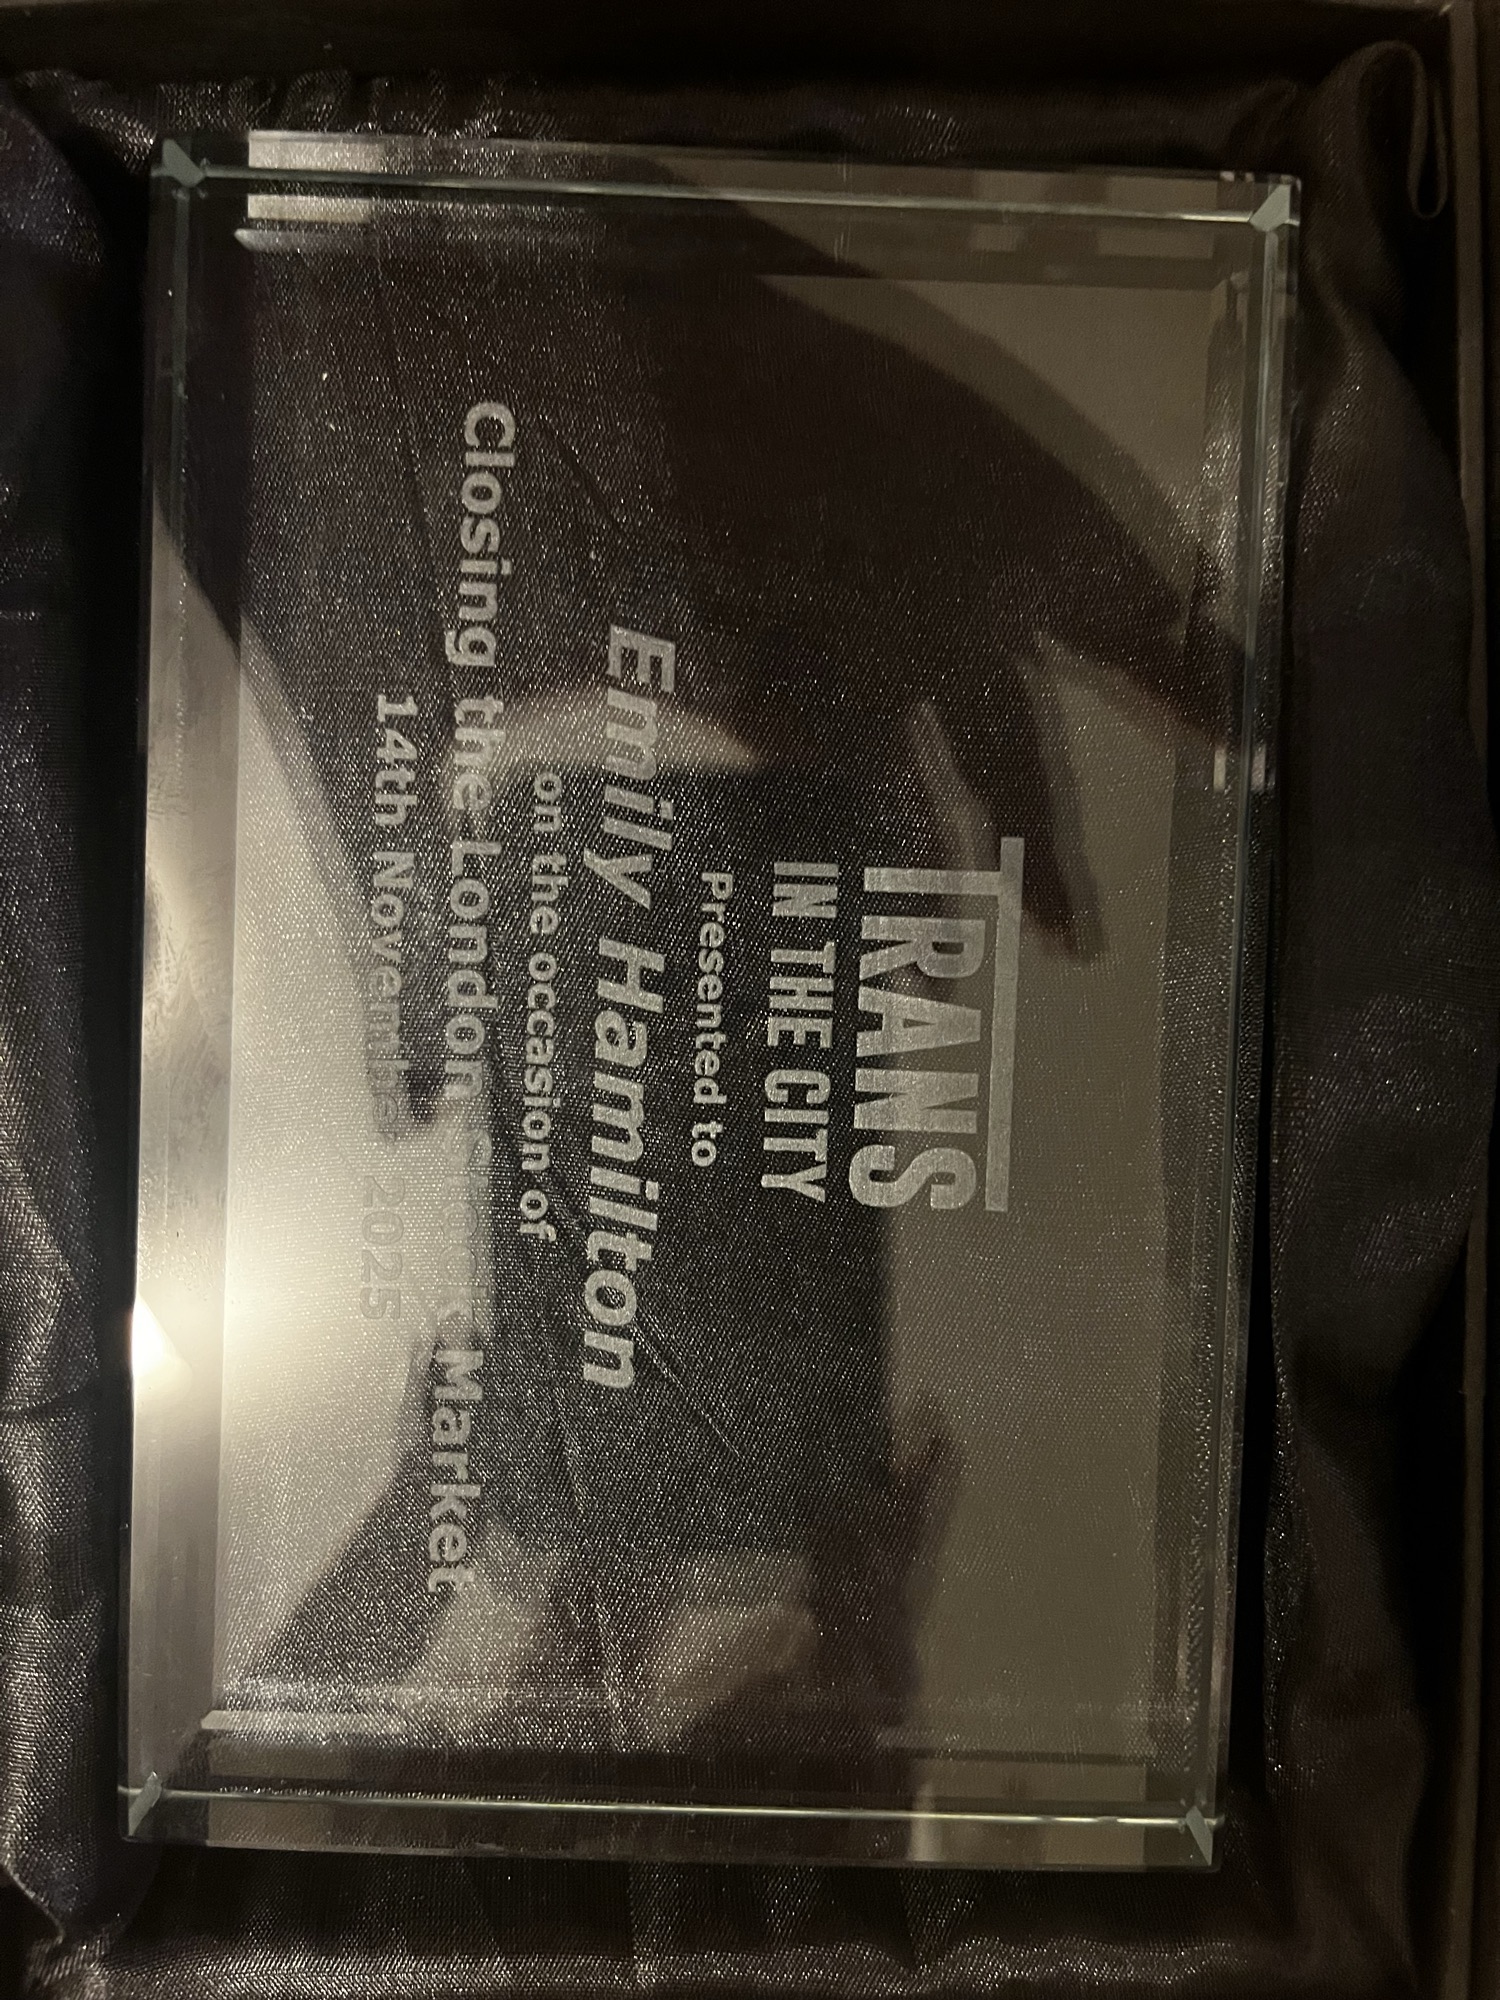 TRANS
IN THE CITY
Presented to
Emily Hamilton
on the occasion of
Closing the London Stock Market
14th November 2025